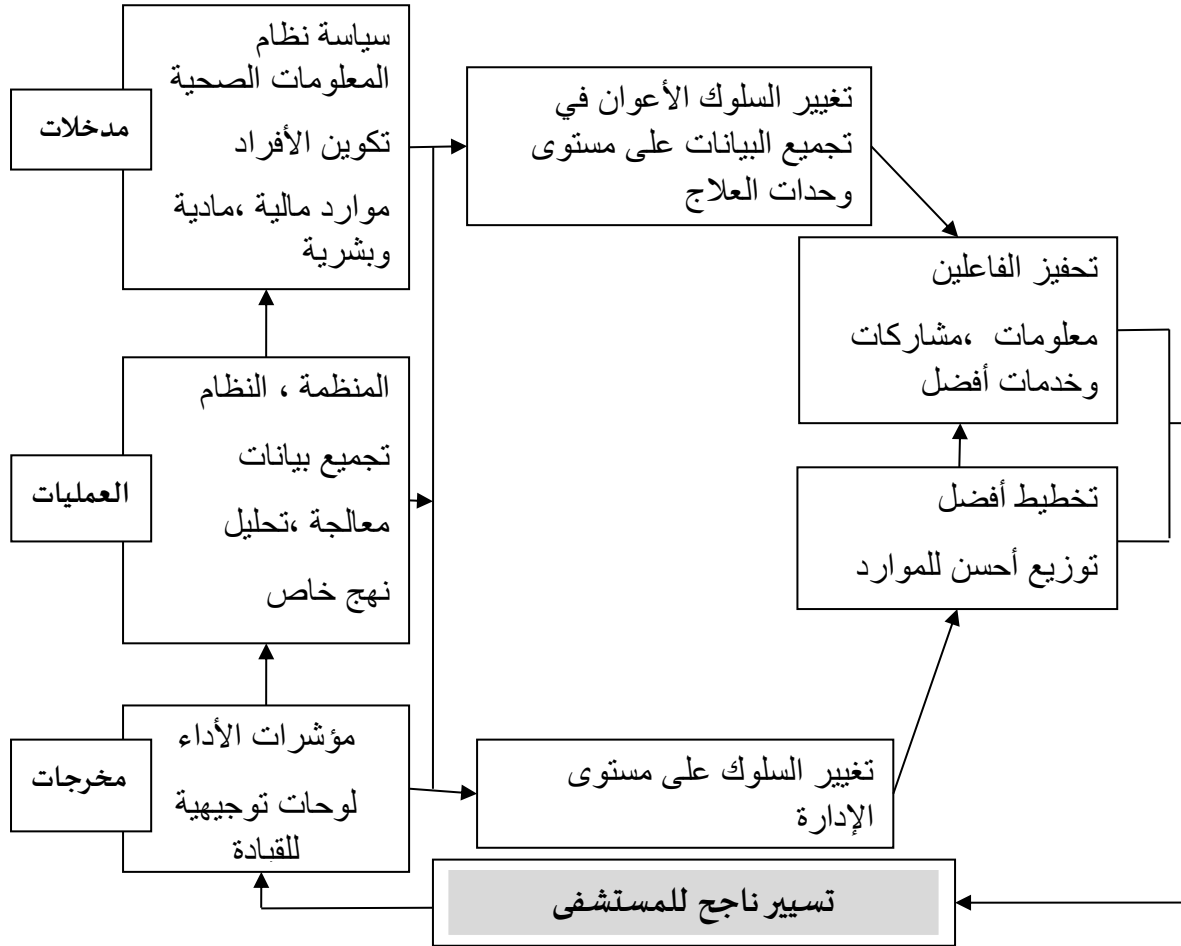 مدخلات
سياسة نظام
المعلومات الصحية
تكوين الأفراد
موارد مالية ،مادية
وبشرية
تغيير السلوك الأعوان في
تجميع البيانات على مستوى
وحدات العلاج
تحفيز الفاعلين
معلومات ،مشاركات
وخدمات أفضل
العمليات
المنظمة ، النظام
تجميع بيانات
معالجة ،تحليل
نهج خاص
تخطيط أفضل
توزيع أحسن للموارد
مخرجات
مؤشرات الأداء
لوحات توجيهية
للقيادة
تغيير السلوك على مستوى
الإدارة
تسيير ناجح للمستشفى